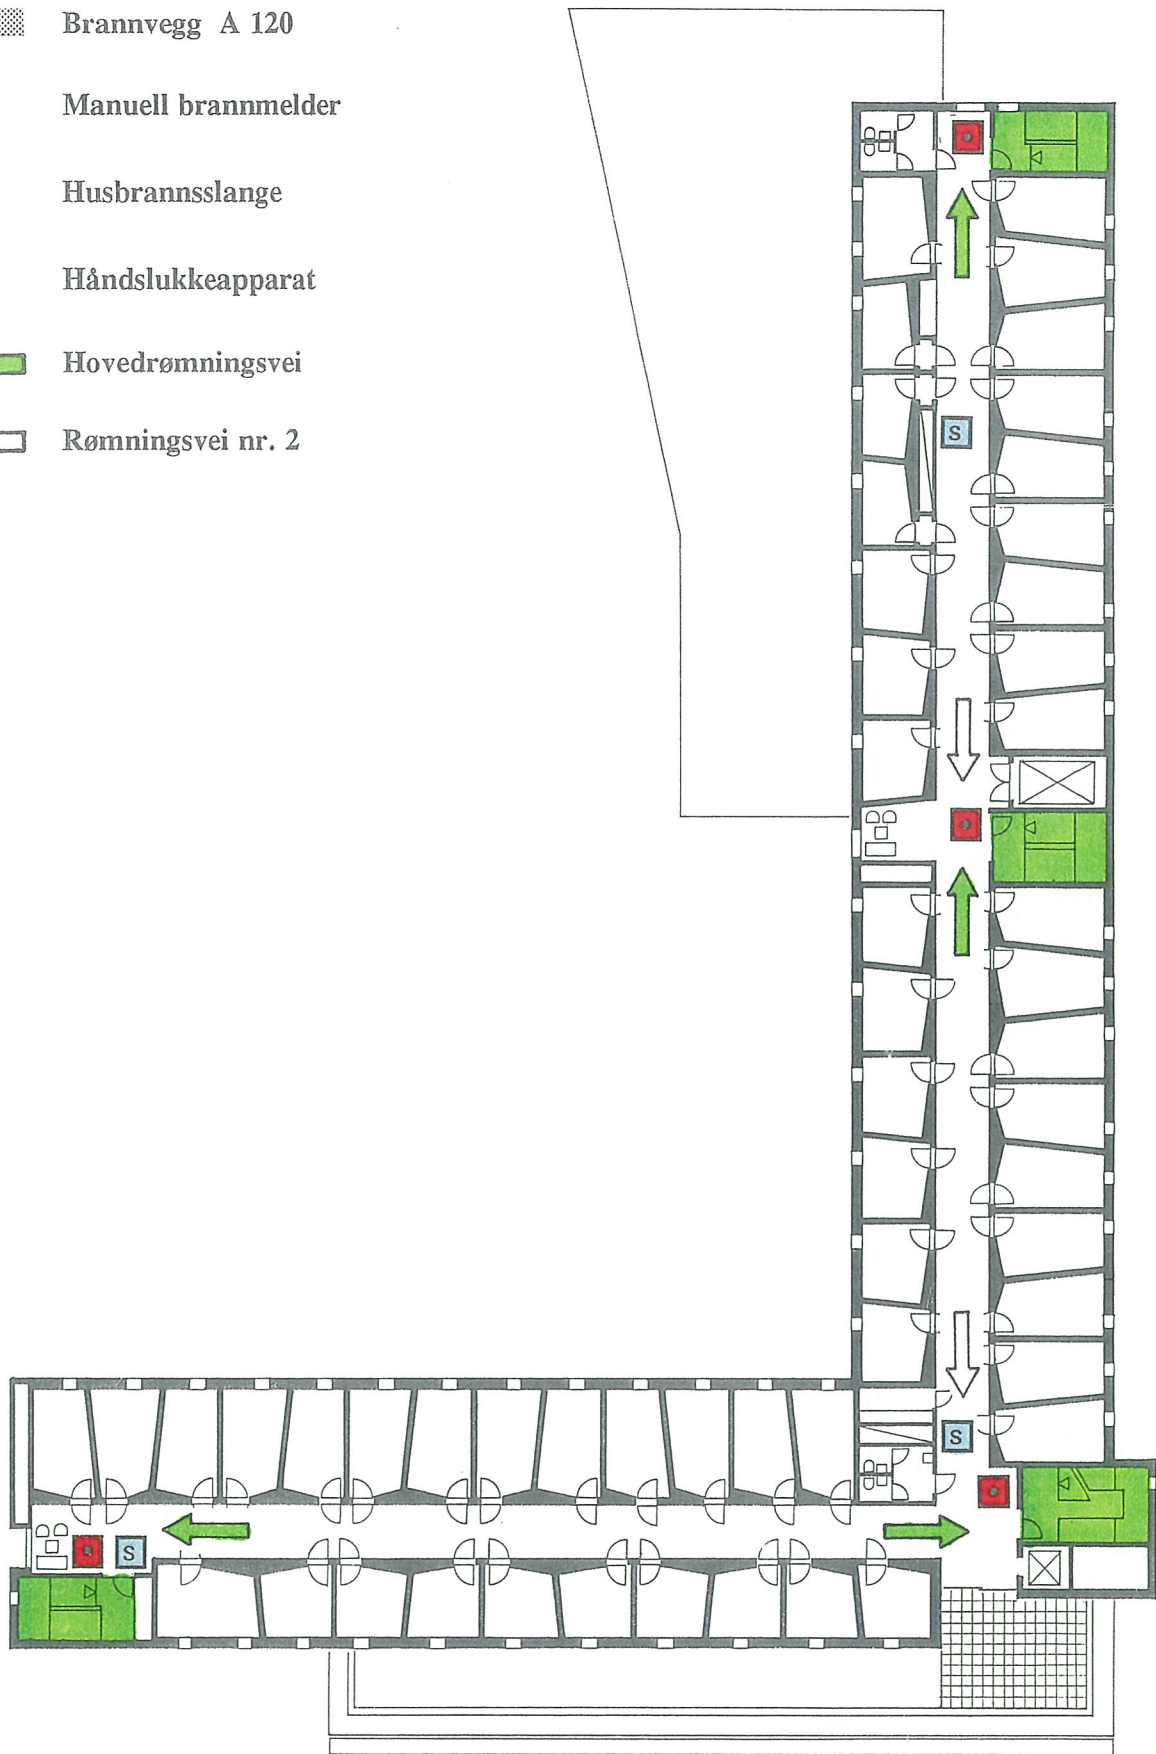 Brannvegg A 120
Manuell brannmelder
Husbrannsslange
Håndslukkeapparat
Hovedrømningsvei
Rømningsvei nr. 2
S
S
S